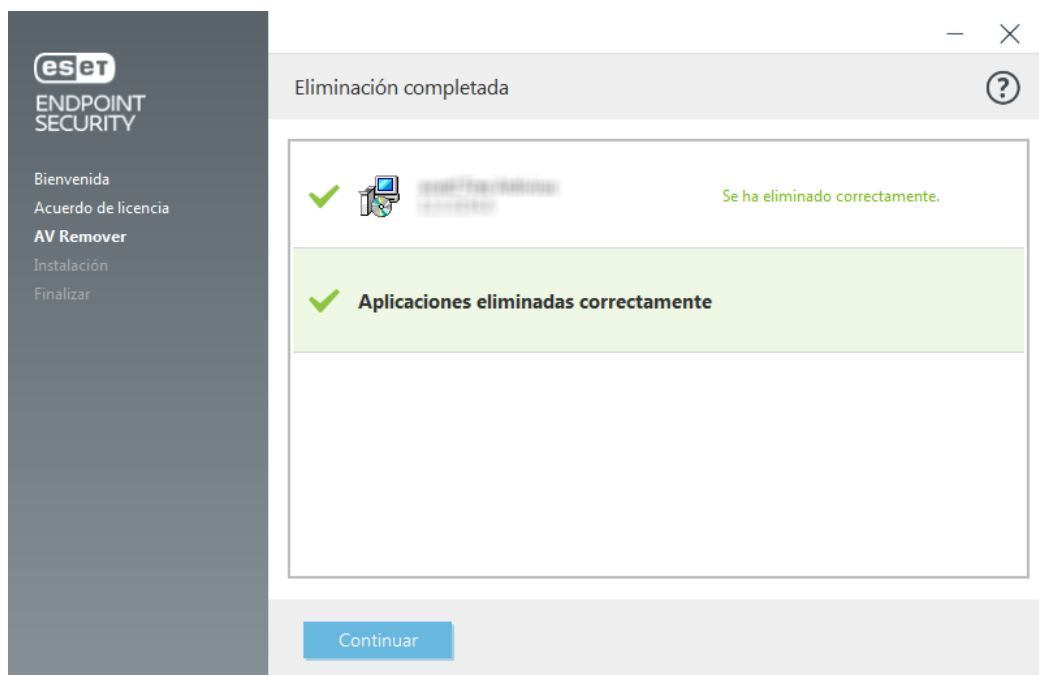 eset
ENDPOINT
SECURITY
Bienvenida
Acuerdo de licencia
AV Remover
Instalación
Finalizar
Eliminación completada
?
Se ha eliminado correctamente.
Aplicaciones eliminadas correctamente
Continuar